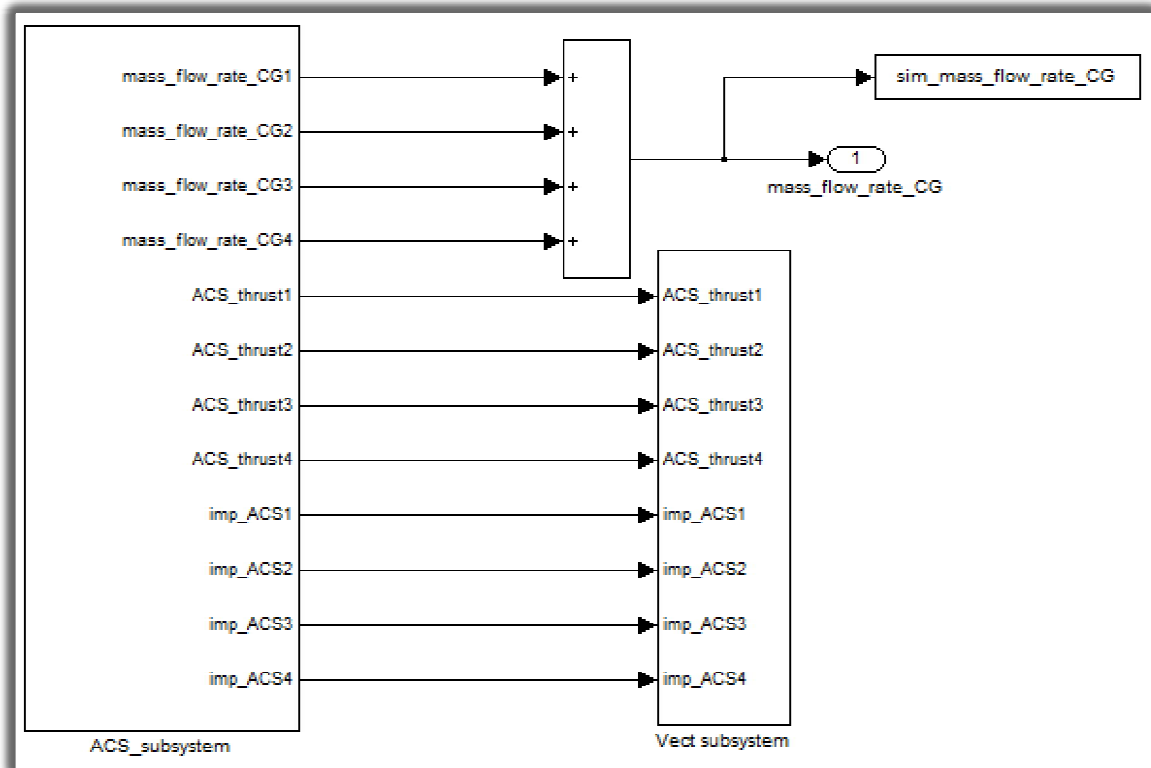 mass_flow_rate_CG1
+
sim_mass_flow_rate_CG
mass_flow_rate_CG2
+
1
mass_flow_rate_CG3
+
mass_flow_rate_CG
mass_flow_rate_CG4
+
ACS_thrust1
ACS_thrust1
ACS_thrust2
ACS_thrust2
ACS_thrust3
ACS_thrust3
ACS_thrust4
ACS_thrust4
imp_ACS1
imp_ACS1
imp_ACS2
imp_ACS2
imp_ACS3
imp_ACS3
imp_ACS4
imp_ACS4
ACS_subsystem
Vect subsystem